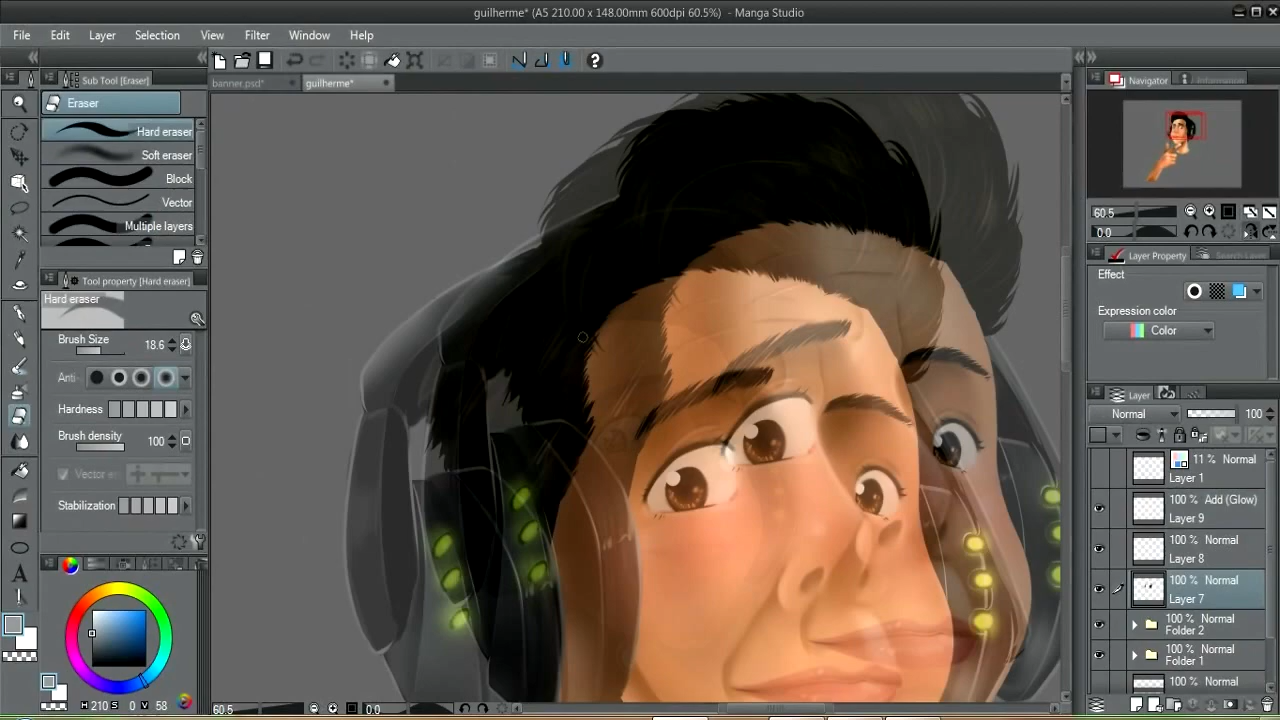 guilherme* (A5 210.00 x 148.00mm 600dpi 60.5%) - Manga Studio
File Edit Layer Selection View Filter Window Help
Sub Tool [Eraser]
banner.psd*
guilherme*
Navigator
Information
Eraser
Hard eraser
Soft eraser
Block
Vector
Multiple layers
60.5
0.0
Layer Property
Search Layer
Tool property [Hard eraser]
Effect
Hard eraser
Expression color
Color
Brush Size 18.6
Anti-
Hardness
Brush density 100
Vector
Stabilization
Layer
Normal 100
11 % Normal
Layer 1
100 % Add (Glow)
Layer 9
100 % Normal
Layer 8
100 % Normal
Layer 7
100 % Normal
Folder 2
100 % Normal
Folder 1
100 % Normal
H 210 S 0 V 58
60.5
0.0